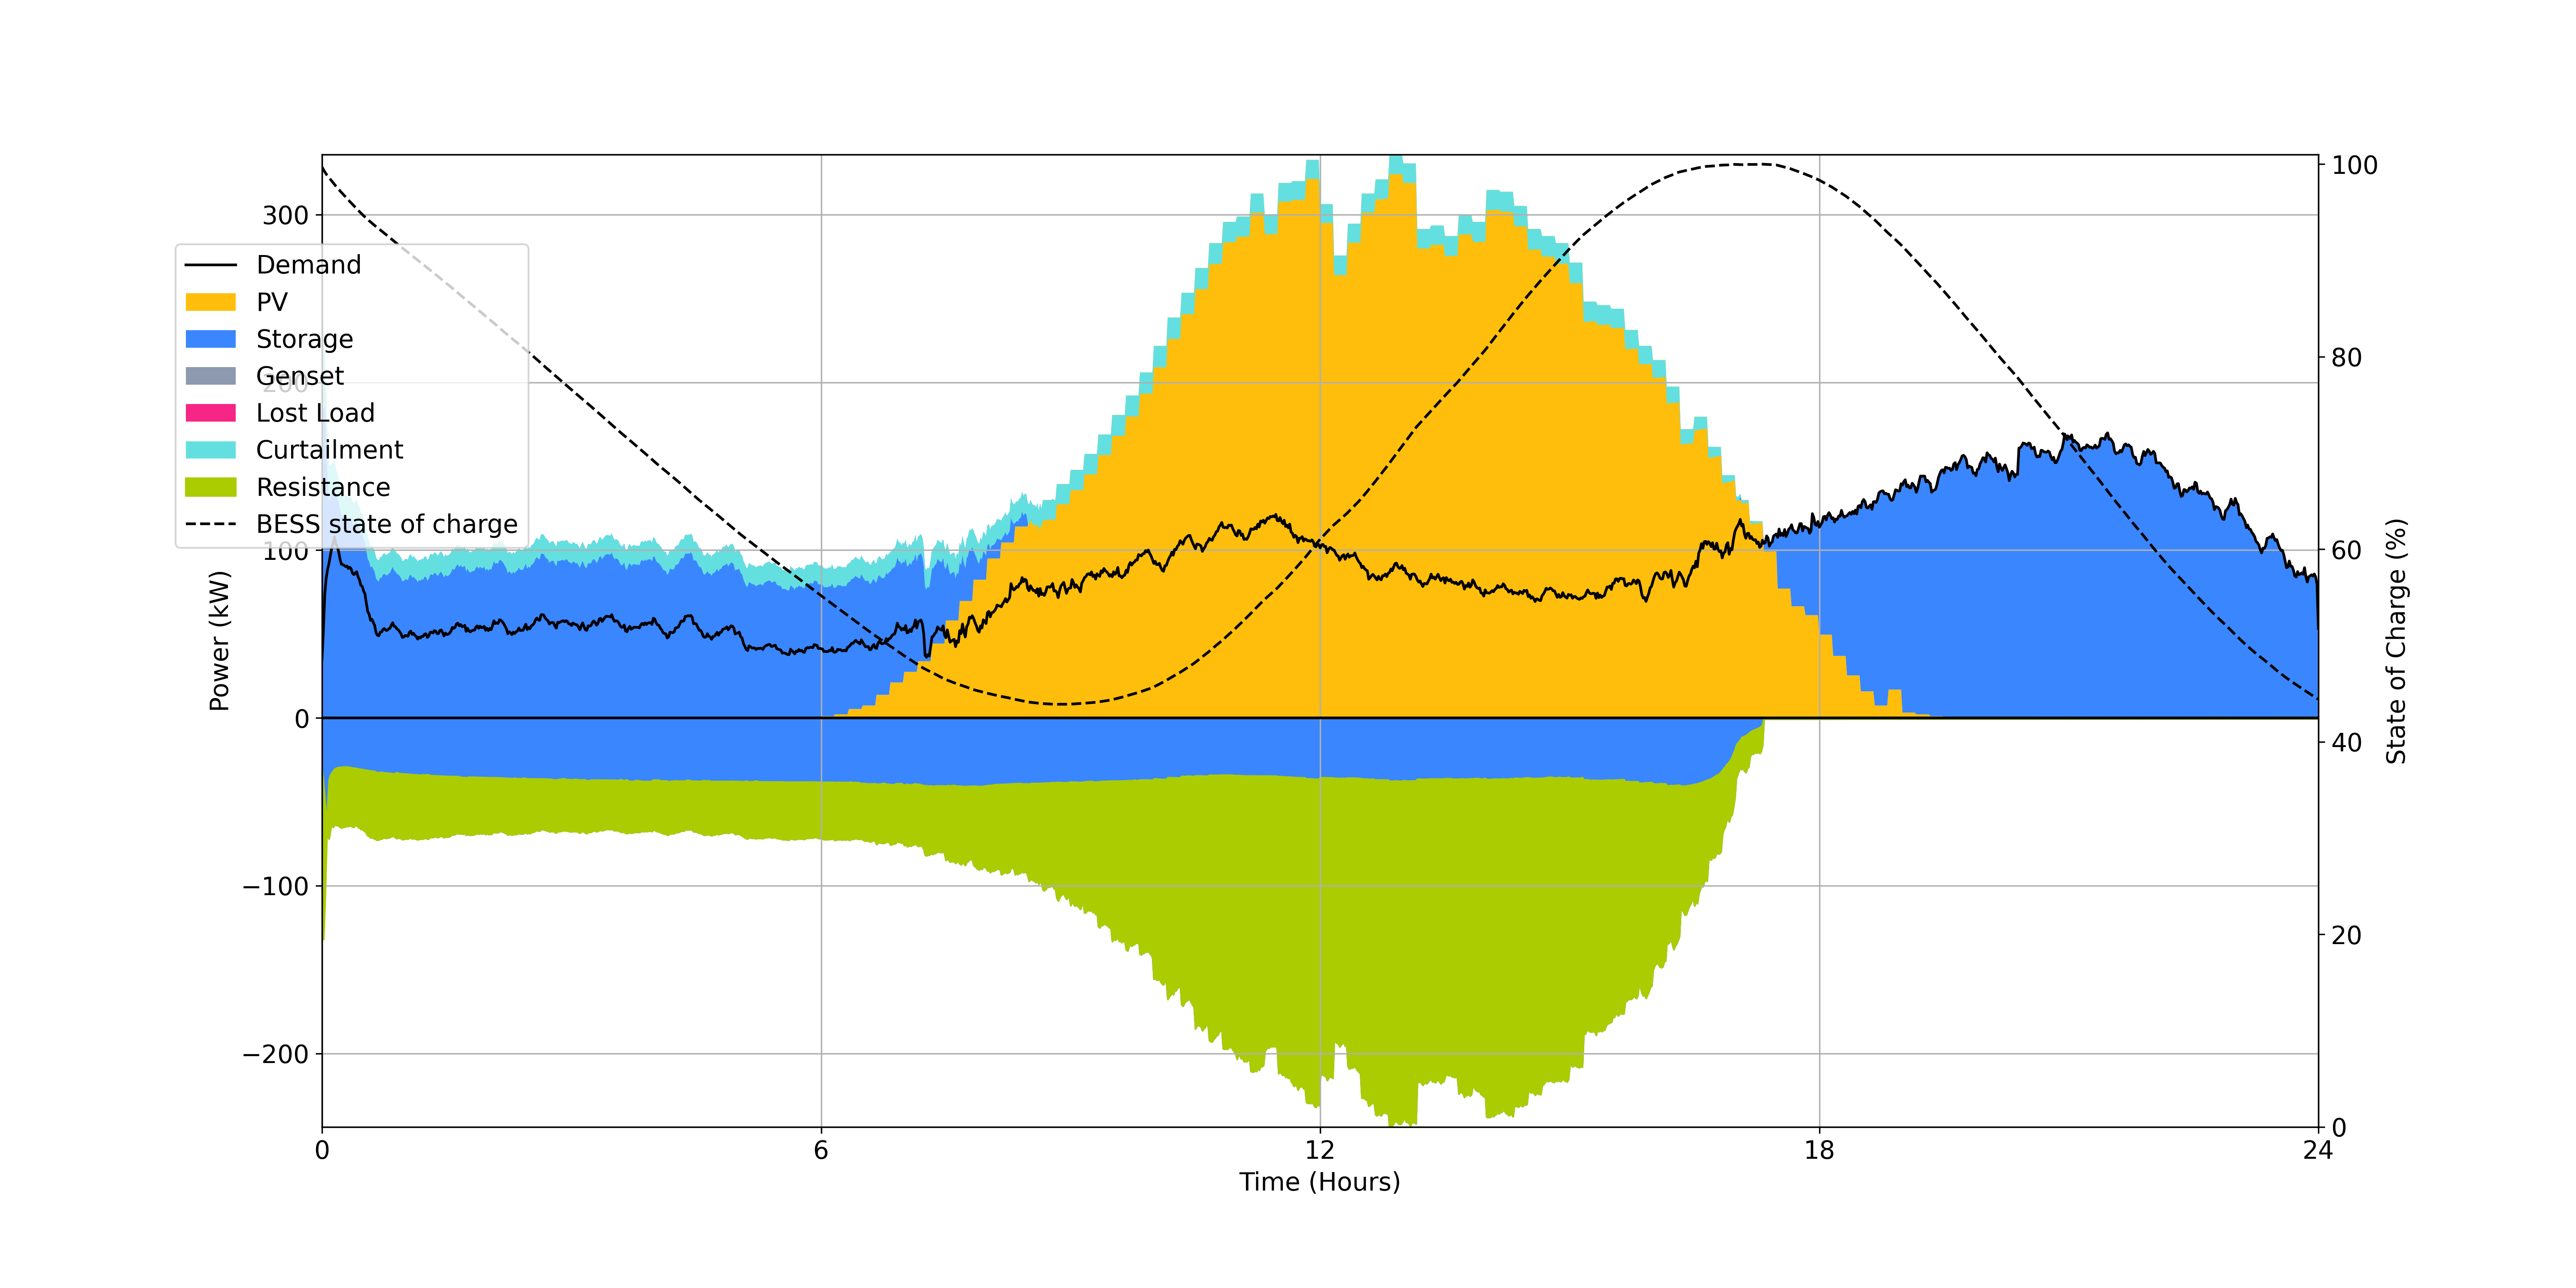 300
200
100
0
−100
−200
Power (kW)
Demand
PV
Storage
Genset
Lost Load
Curtailment
Resistance
BESS state of charge
100
80
60
40
20
0
State of Charge (%)
0 6 12 18 24
Time (Hours)